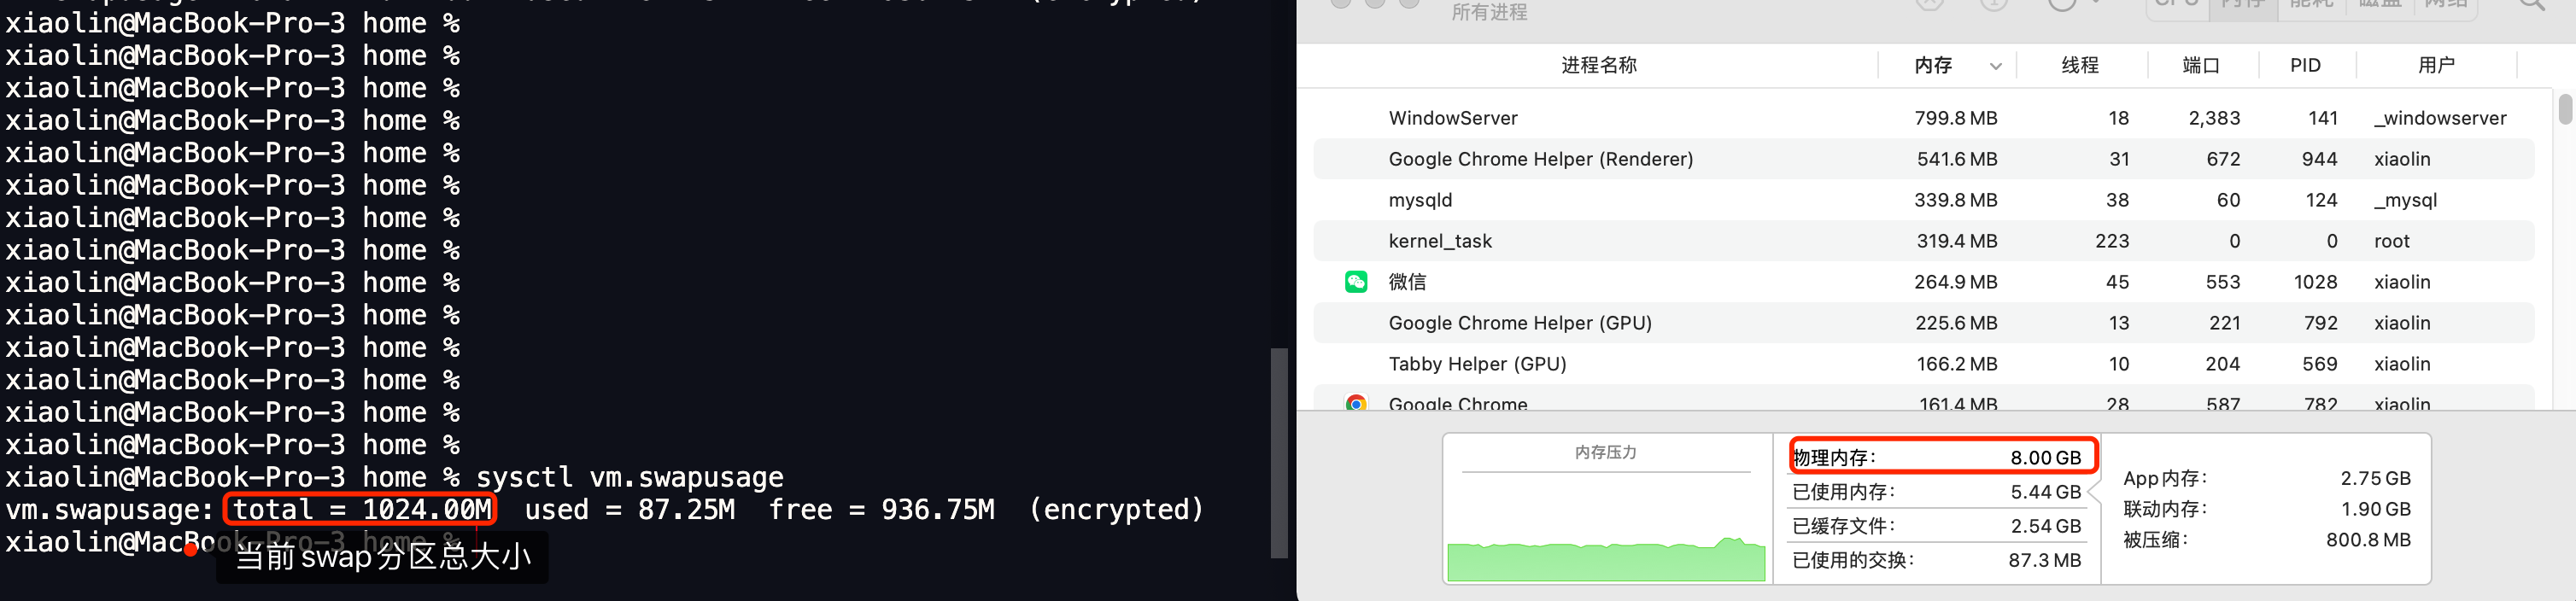 xiaolin@MacBook-Pro-3 home %
xiaolin@MacBook-Pro-3 home %
xiaolin@MacBook-Pro-3 home %
xiaolin@MacBook-Pro-3 home %
xiaolin@MacBook-Pro-3 home %
xiaolin@MacBook-Pro-3 home %
xiaolin@MacBook-Pro-3 home %
xiaolin@MacBook-Pro-3 home %
xiaolin@MacBook-Pro-3 home %
xiaolin@MacBook-Pro-3 home %
xiaolin@MacBook-Pro-3 home %
xiaolin@MacBook-Pro-3 home %
xiaolin@MacBook-Pro-3 home %
xiaolin@MacBook-Pro-3 home %
xiaolin@MacBook-Pro-3 home % sysctl vm.swapusage
vm.swapusage: total = 1024.00M used = 87.25M free = 936.75M (encrypted)
xiaolin@MacBook-Pro-3 home %
当前swap分区总大小
所有进程
CPU 内存 能耗 磁盘 网络
进程名称 内存 线程 端口 PID 用户
WindowServer 799.8 MB 18 2,383 141 _windowserver
Google Chrome Helper (Renderer) 541.6 MB 31 672 944 xiaolin
mysqld 339.8 MB 38 60 124 _mysql
kernel_task 319.4 MB 223 0 0 root
微信 264.9 MB 45 553 1028 xiaolin
Google Chrome Helper (GPU) 225.6 MB 13 221 792 xiaolin
Tabby Helper (GPU) 166.2 MB 10 204 569 xiaolin
Google Chrome 161.4 MB 28 587 782 xiaolin
内存压力
物理内存： 8.00 GB
已使用内存： 5.44 GB
已缓存文件： 2.54 GB
已使用的交换： 87.3 MB
App内存： 2.75 GB
联动内存： 1.90 GB
被压缩： 800.8 MB